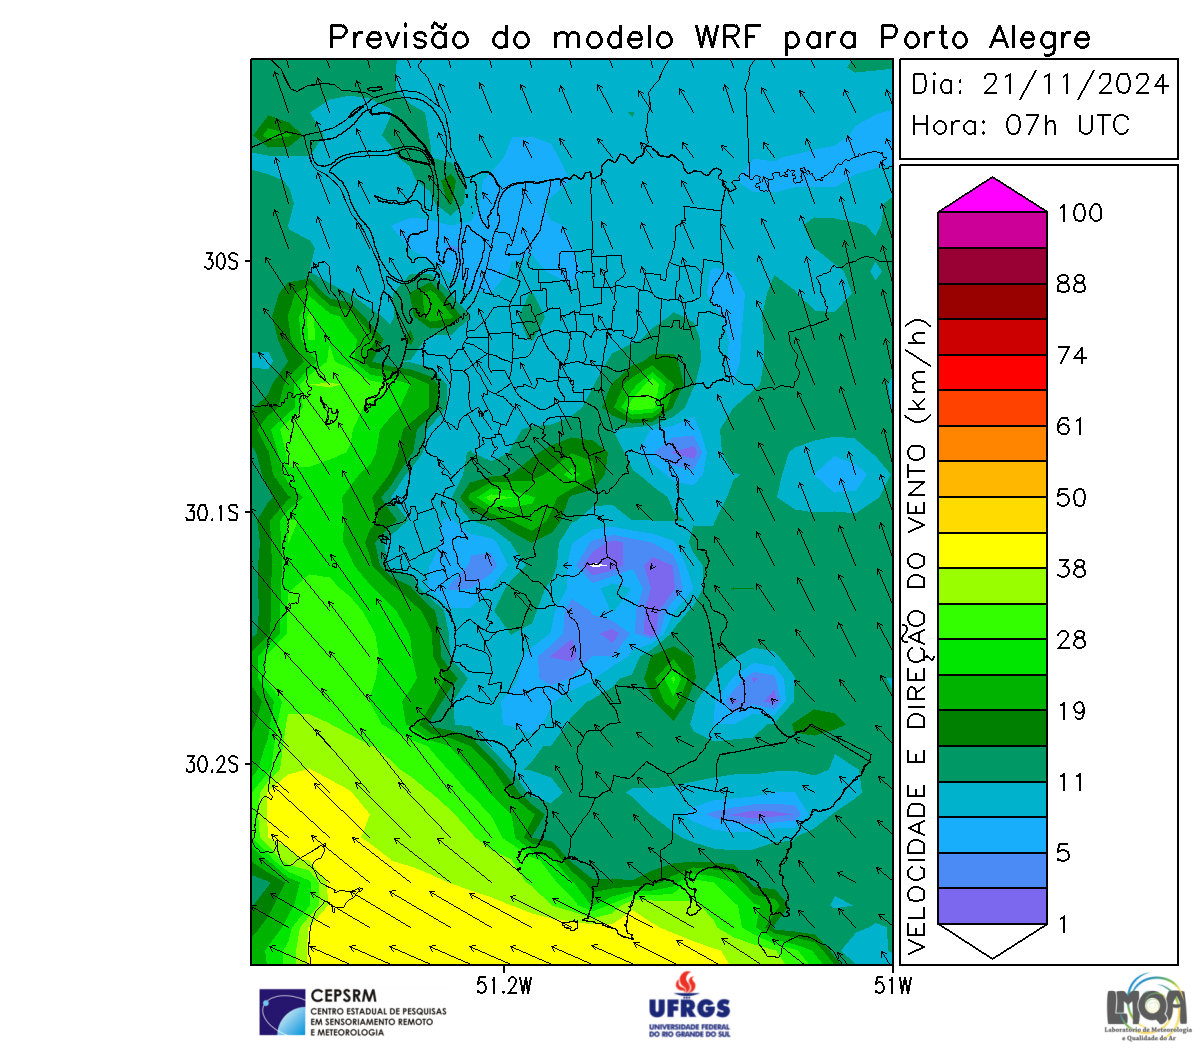 Previsão do modelo WRF para Porto Alegre
Dia: 21/11/2024
Hora: 07h UTC
100
88
74
61
50
38
28
19
11
5
1
VELOCIDADE E DIREÇÃO DO VENTO (km/h)
30S
30.1S
30.2S
51.2W
51W
CEPSRM
CENTRO ESTADUAL DE PESQUISAS
EM SENSORIAMENTO REMOTO
E METEOROLOGIA
UFRGS
UNIVERSIDADE FEDERAL
DO RIO GRANDE DO SUL
LMQA
Laboratório de Meteorologia
e Qualidade do Ar